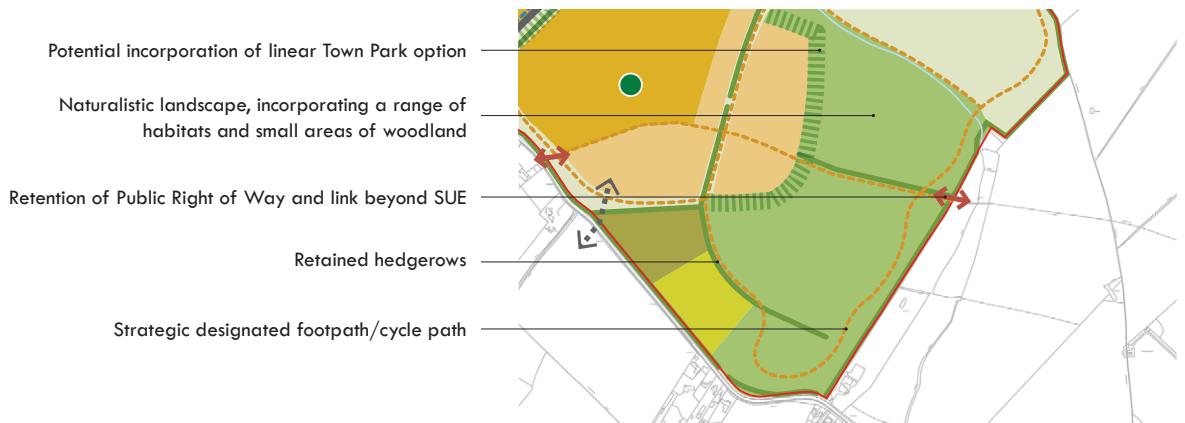 Potential incorporation of linear Town Park option
Naturalistic landscape, incorporating a range of
habitats and small areas of woodland
Retention of Public Right of Way and link beyond SUE
Retained hedgerows
Strategic designated footpath/cycle path